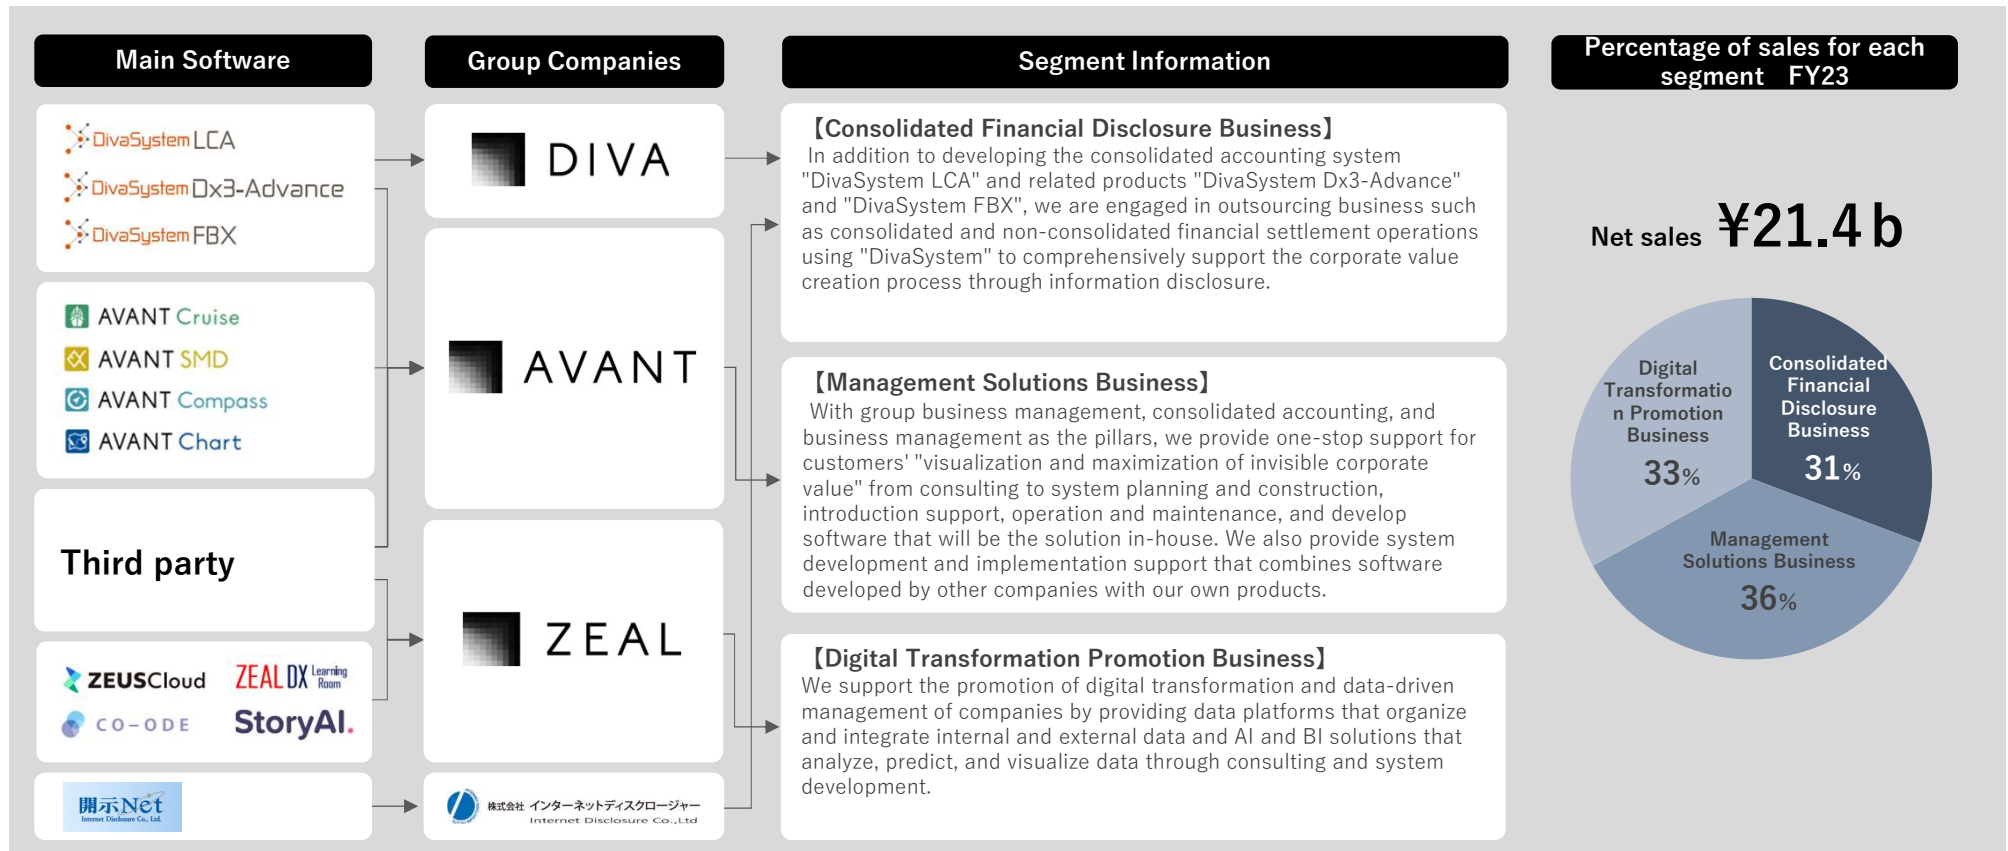 Main Software
Group Companies
Segment Information
Percentage of sales for each
segment FY23
DivaSystem LCA
DivaSystem Dx3-Advance
DivaSystem FBX
AVANT Cruise
AVANT SMD
AVANT Compass
AVANT Chart
Third party
ZEUSCloud
ZEAL DX Learning
Room
CO-ODE
StoryAI.
開示Net
Internet Disclosure Co., Ltd.
DIVA
AVANT
ZEAL
株式会社 インターネットディスクロージャー
Internet Disclosure Co.,Ltd
【Consolidated Financial Disclosure Business】
In addition to developing the consolidated accounting system
"DivaSystem LCA" and related products "DivaSystem Dx3-Advance"
and "DivaSystem FBX", we are engaged in outsourcing business such
as consolidated and non-consolidated financial settlement operations
using "DivaSystem" to comprehensively support the corporate value
creation process through information disclosure.
【Management Solutions Business】
With group business management, consolidated accounting, and
business management as the pillars, we provide one-stop support for
customers' "visualization and maximization of invisible corporate
value" from consulting to system planning and construction,
introduction support, operation and maintenance, and develop
software that will be the solution in-house. We also provide system
development and implementation support that combines software
developed by other companies with our own products.
【Digital Transformation Promotion Business】
We support the promotion of digital transformation and data-driven
management of companies by providing data platforms that organize
and integrate internal and external data and AI and BI solutions that
analyze, predict, and visualize data through consulting and system
development.
Net sales ¥21.4 b
Digital
Transformatio
n Promotion
Business
33%
Consolidated
Financial
Disclosure
Business
31%
Management
Solutions Business
36%